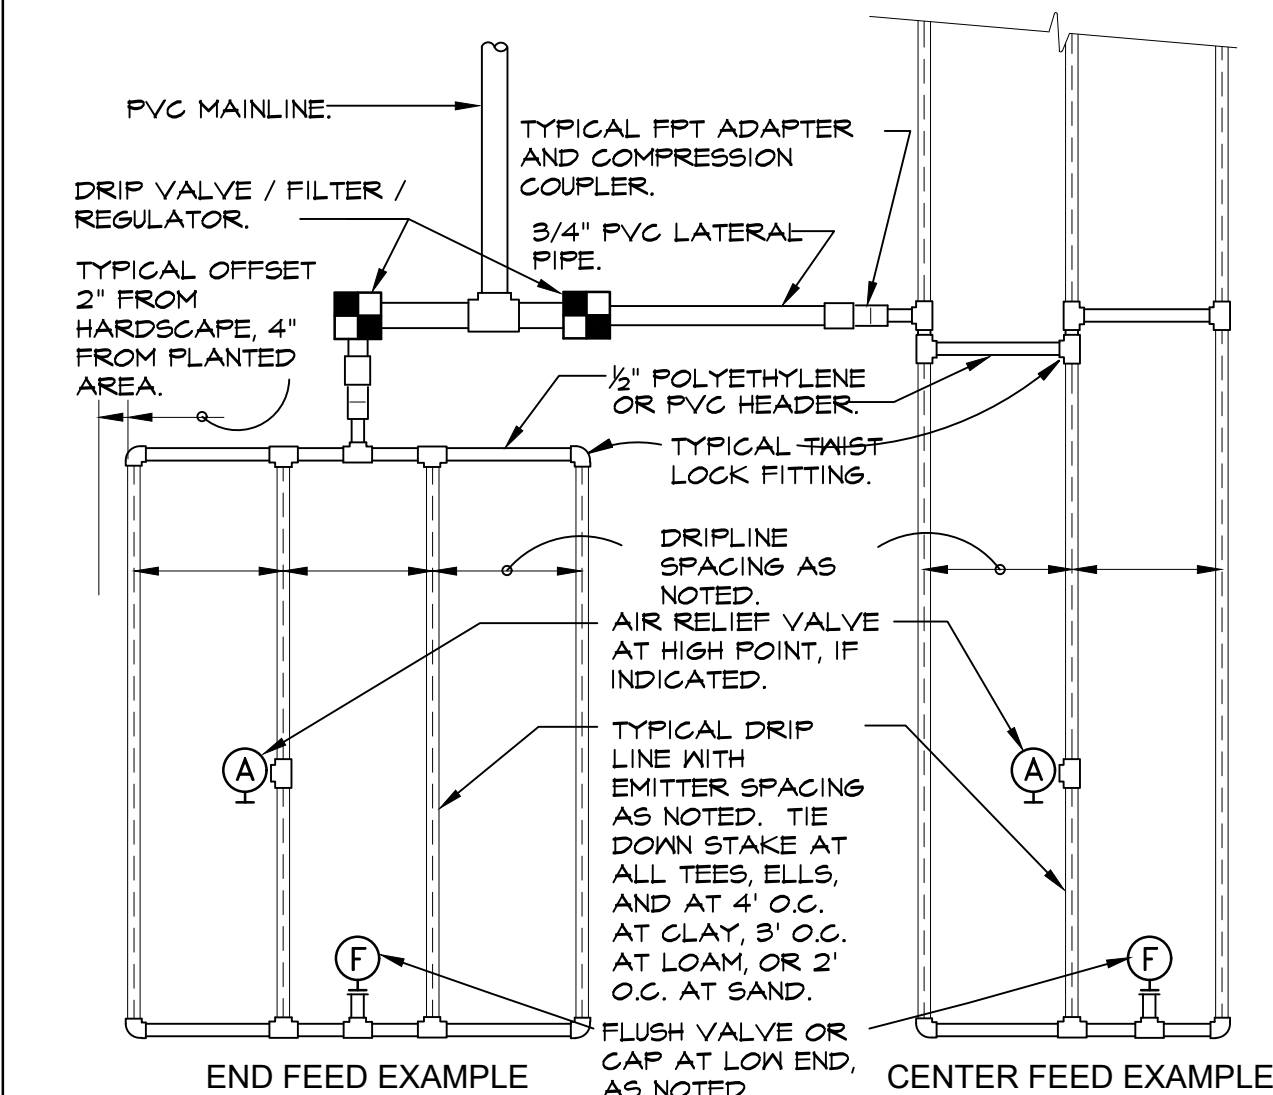 PVC MAINLINE.
TYPICAL FPT ADAPTER
AND COMPRESSION
COUPLER.
DRIP VALVE / FILTER /
REGULATOR.
3/4" PVC LATERAL
PIPE.
TYPICAL OFFSET
2" FROM
HARDSCAPE, 4"
FROM PLANTED
AREA.
½" POLYETHYLENE
OR PVC HEADER.
TYPICAL TWIST
LOCK FITTING.
DRIPLINE
SPACING AS
NOTED.
AIR RELIEF VALVE
AT HIGH POINT, IF
INDICATED.
A
A
TYPICAL DRIP
LINE WITH
EMITTER SPACING
AS NOTED. TIE
DOWN STAKE AT
ALL TEES, ELLS,
AND AT 4' O.C.
AT CLAY, 3' O.C.
AT LOAM, OR 2'
O.C. AT SAND.
F
F
FLUSH VALVE OR
CAP AT LOW END,
AS NOTED
END FEED EXAMPLE
CENTER FEED EXAMPLE